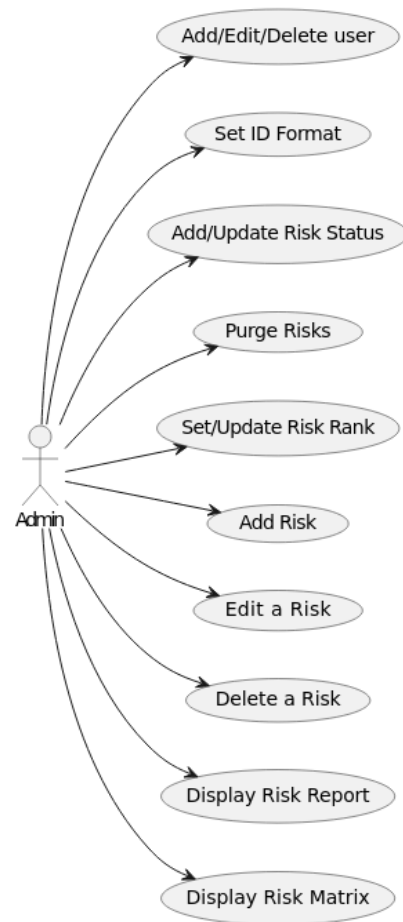 Add/Edit/Delete user
Set ID Format
Add/Update Risk Status
Purge Risks
Set/Update Risk Rank
Admin
Add Risk
Edit a Risk
Delete a Risk
Display Risk Report
Display Risk Matrix